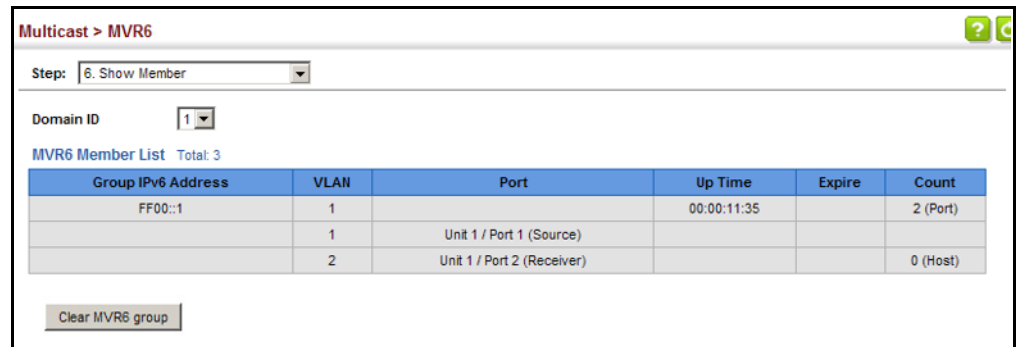 Multicast > MVR6
?
Step: 6. Show Member
Domain ID 1
MVR6 Member List Total: 3
Group IPv6 Address VLAN Port Up Time Expire Count
FF00::1 1 00:00:11:35 2 (Port)
1 Unit 1 / Port 1 (Source)
2 Unit 1 / Port 2 (Receiver) 0 (Host)
Clear MVR6 group